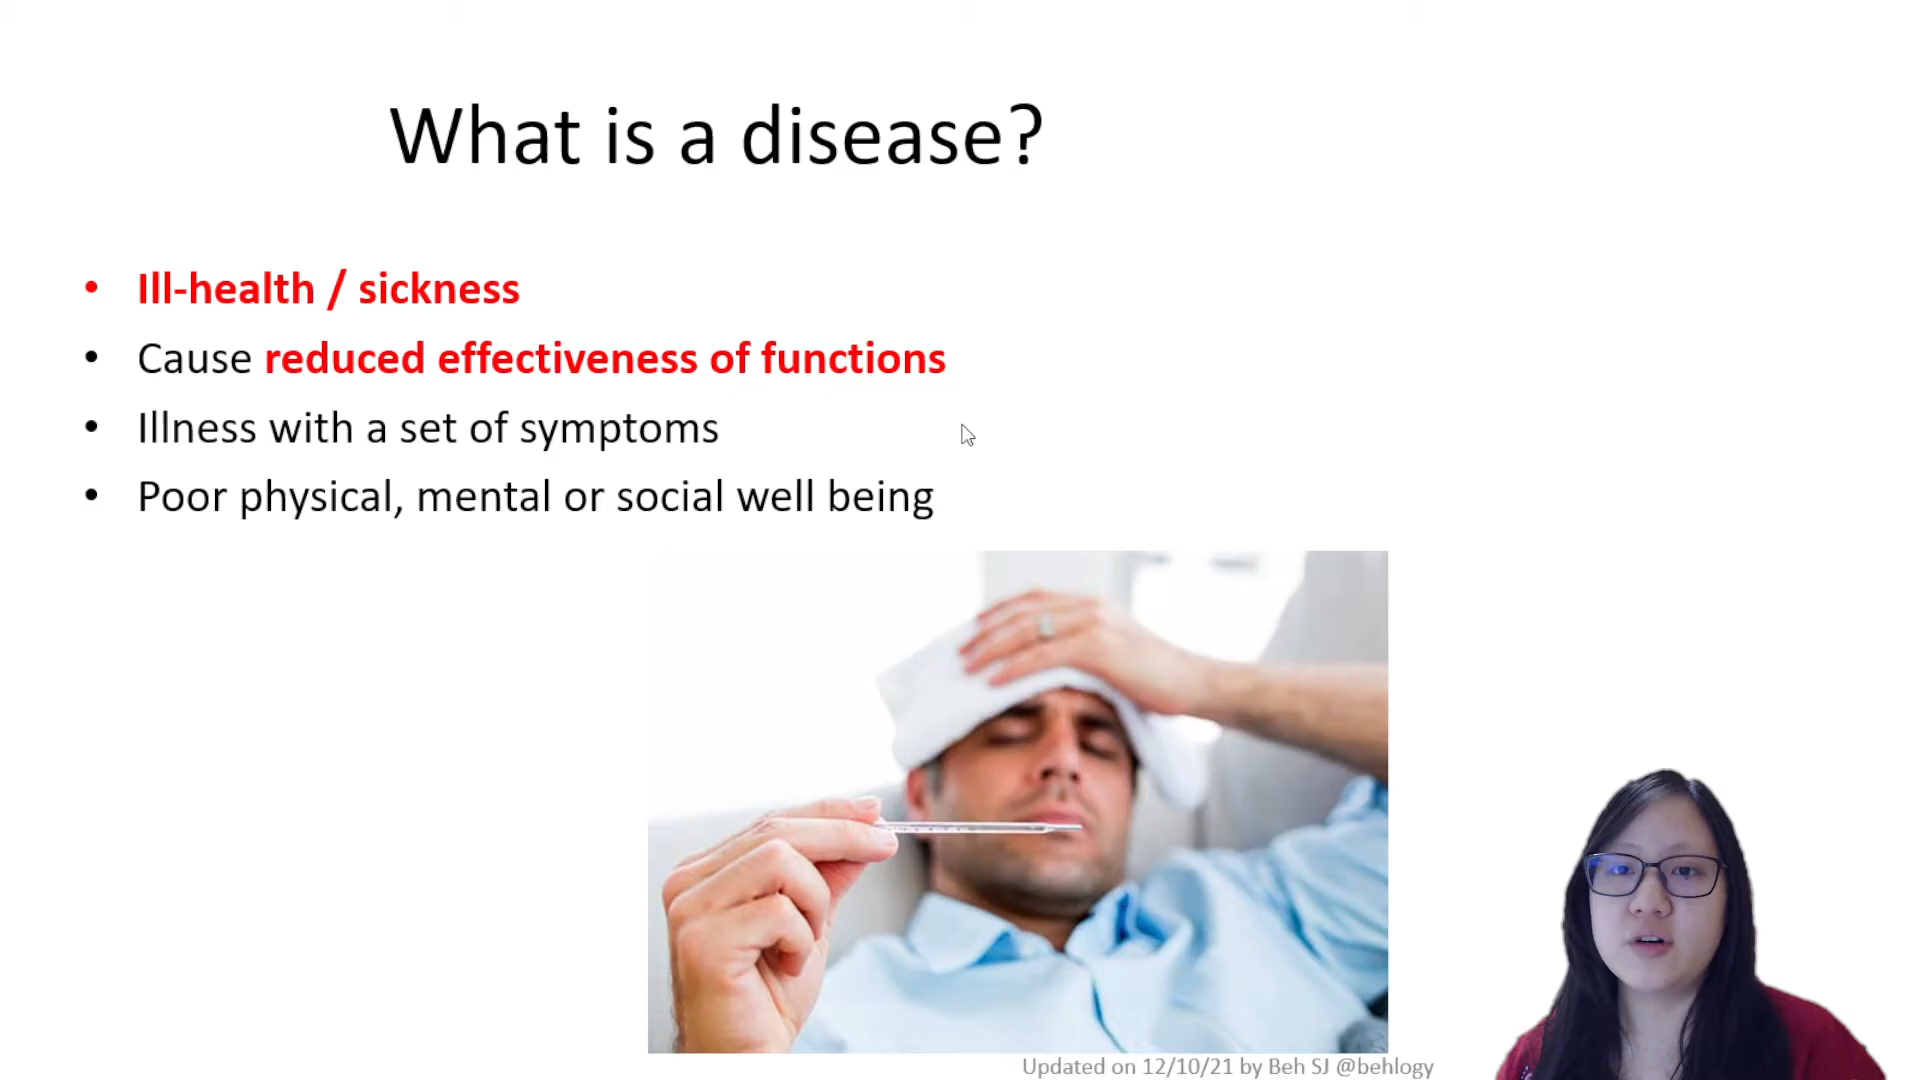 What is a disease?
• Ill-health / sickness
• Cause reduced effectiveness of functions
• Illness with a set of symptoms
• Poor physical, mental or social well being
Updated on 12/10/21 by Beh SJ @behlogy